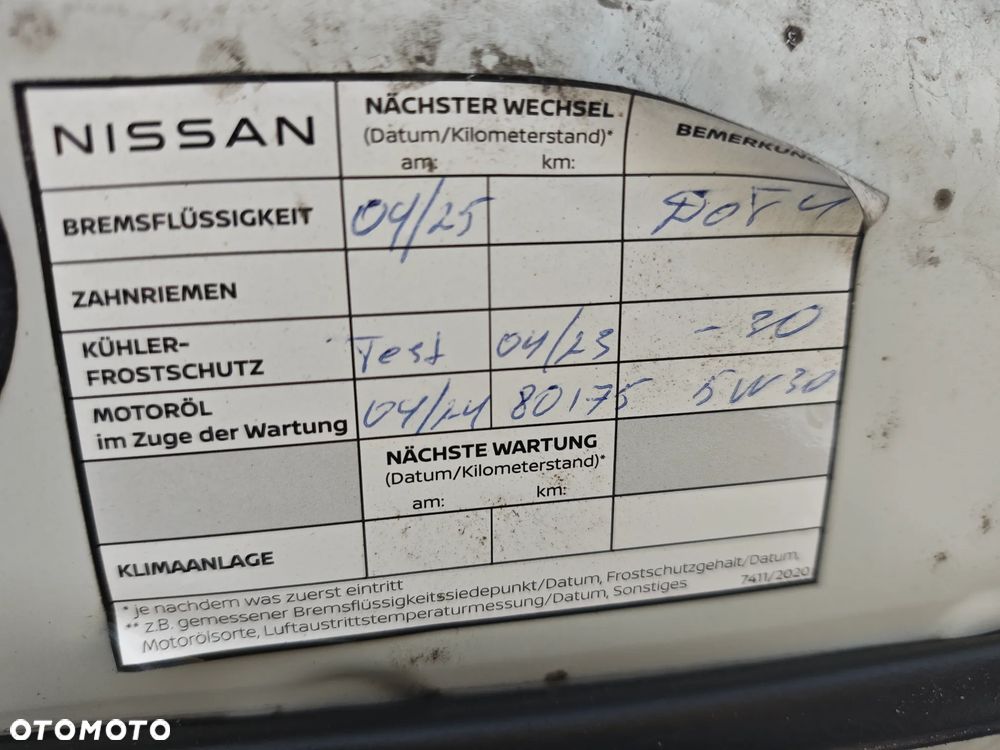 NISSAN
NÄCHSTER WECHSEL
(Datum/Kilometerstand)*
am: km:
BREMSFLÜSSIGKEIT 04/25 DOT 4
ZAHNRIEMEN
KÜHLER-
FROSTSCHUTZ Test 04/23 -30
MOTORÖL
im Zuge der Wartung 04/24 80175 5W30
NÄCHSTE WARTUNG
(Datum/Kilometerstand)*
am: km:
KLIMAANLAGE
* je nachdem was zuerst eintritt
** z.B. gemessener Bremsflüssigkeitssiedepunkt/Datum, Frostschutzgehalt/Datum,
Motorölsorte, Luftaustrittstemperaturmessung/Datum, Sonstiges 7411/2020
OTOMOTO